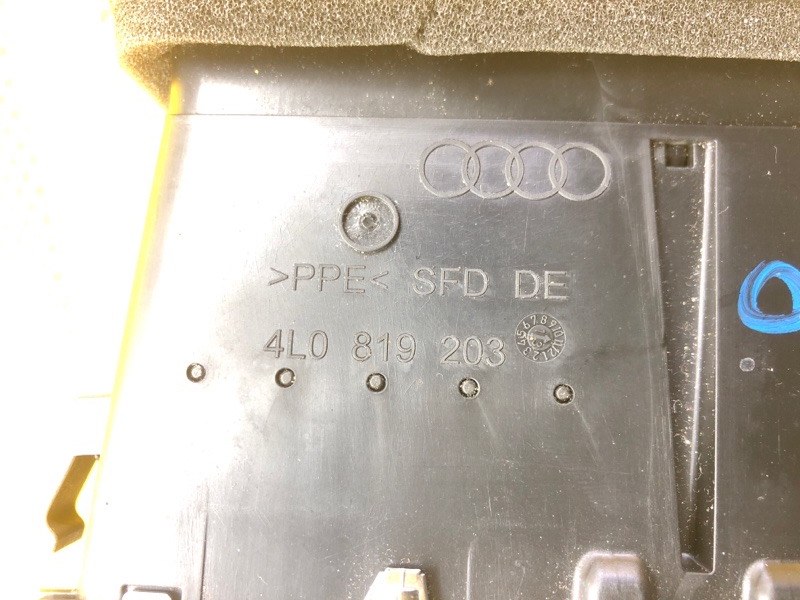 >PPE< SFD DE
4L0 819 203